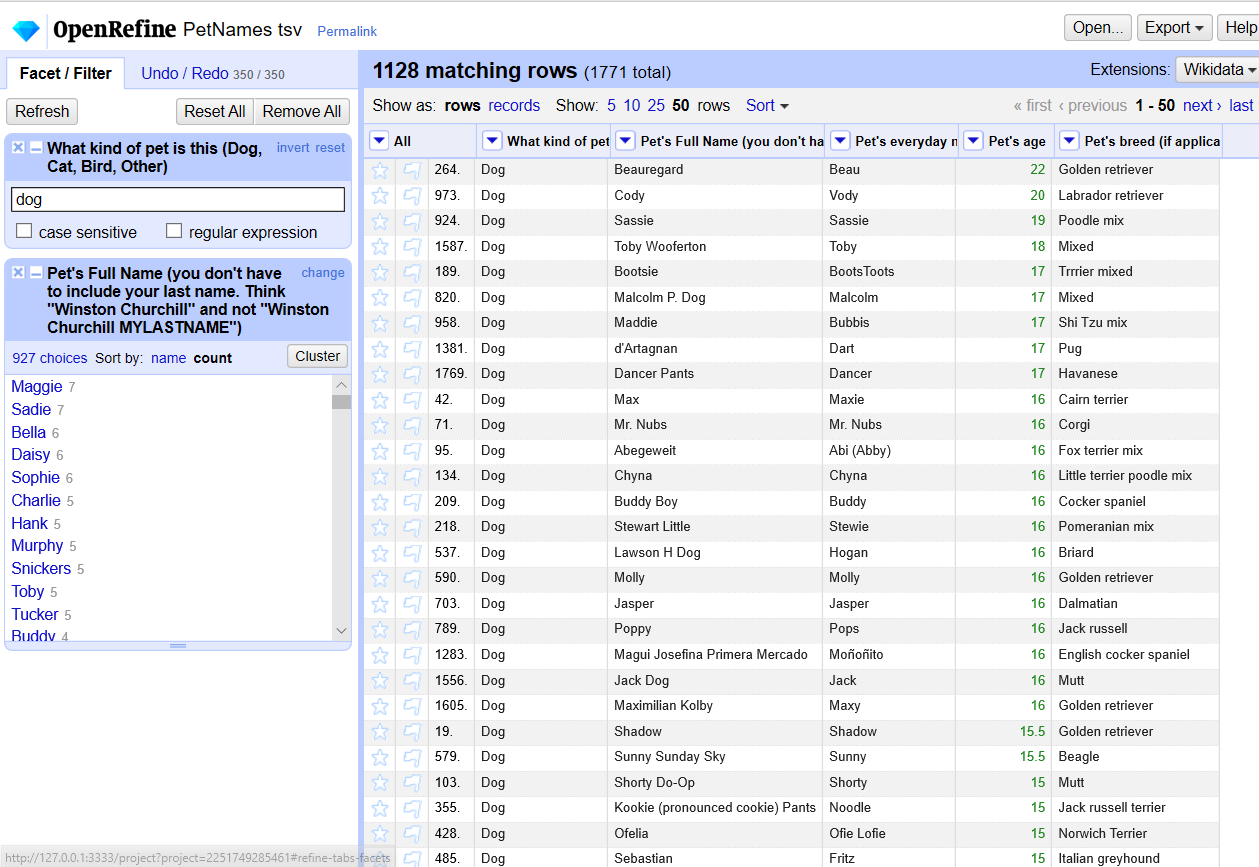 OpenRefine PetNames tsv Permalink Open... Export Help
Facet / Filter Undo / Redo 350 / 350
Refresh Reset All Remove All
What kind of pet is this (Dog, Cat, Bird, Other) invert reset
dog
case sensitive regular expression
Pet's Full Name (you don't have change
to include your last name. Think
"Winston Churchill" and not "Winston
Churchill MYLASTNAME")
927 choices Sort by: name count Cluster
Maggie 7
Sadie 7
Bella 6
Daisy 6
Sophie 6
Charlie 5
Hank 5
Murphy 5
Snickers 5
Toby 5
Tucker 5
Buddy 4
1128 matching rows (1771 total) Extensions: Wikidata
Show as: rows records Show: 5 10 25 50 rows Sort « first ‹ previous 1 - 50 next › last
All What kind of pet Pet's Full Name (you don't ha Pet's everyday n Pet's age Pet's breed (if applica
264. Dog Beauregard Beau 22 Golden retriever
973. Dog Cody Vody 20 Labrador retriever
924. Dog Sassie Sassie 19 Poodle mix
1587. Dog Toby Wooferton Toby 18 Mixed
189. Dog Bootsie BootsToots 17 Trrrier mixed
820. Dog Malcolm P. Dog Malcolm 17 Mixed
958. Dog Maddie Bubbis 17 Shi Tzu mix
1381. Dog d'Artagnan Dart 17 Pug
1769. Dog Dancer Pants Dancer 17 Havanese
42. Dog Max Maxie 16 Cairn terrier
71. Dog Mr. Nubs Mr. Nubs 16 Corgi
95. Dog Abegeweit Abi (Abby) 16 Fox terrier mix
134. Dog Chyna Chyna 16 Little terrier poodle mix
209. Dog Buddy Boy Buddy 16 Cocker spaniel
218. Dog Stewart Little Stewie 16 Pomeranian mix
537. Dog Lawson H Dog Hogan 16 Briard
590. Dog Molly Molly 16 Golden retriever
703. Dog Jasper Jasper 16 Dalmatian
789. Dog Poppy Pops 16 Jack russell
1283. Dog Magui Josefina Primera Mercado Moñoñito 16 English cocker spaniel
1556. Dog Jack Dog Jack 16 Mutt
1605. Dog Maximilian Kolby Maxy 16 Golden retriever
19. Dog Shadow Shadow 15.5 Golden retriever
579. Dog Sunny Sunday Sky Sunny 15.5 Beagle
103. Dog Shorty Do-Op Shorty 15 Mutt
355. Dog Kookie (pronounced cookie) Pants Noodle 15 Jack russell terrier
428. Dog Ofelia Ofie Lofie 15 Norwich Terrier
485. Dog Sebastian Fritz 15 Italian greyhound
http://127.0.0.1:3333/project?project=2251749285461#refine-tabs-facets